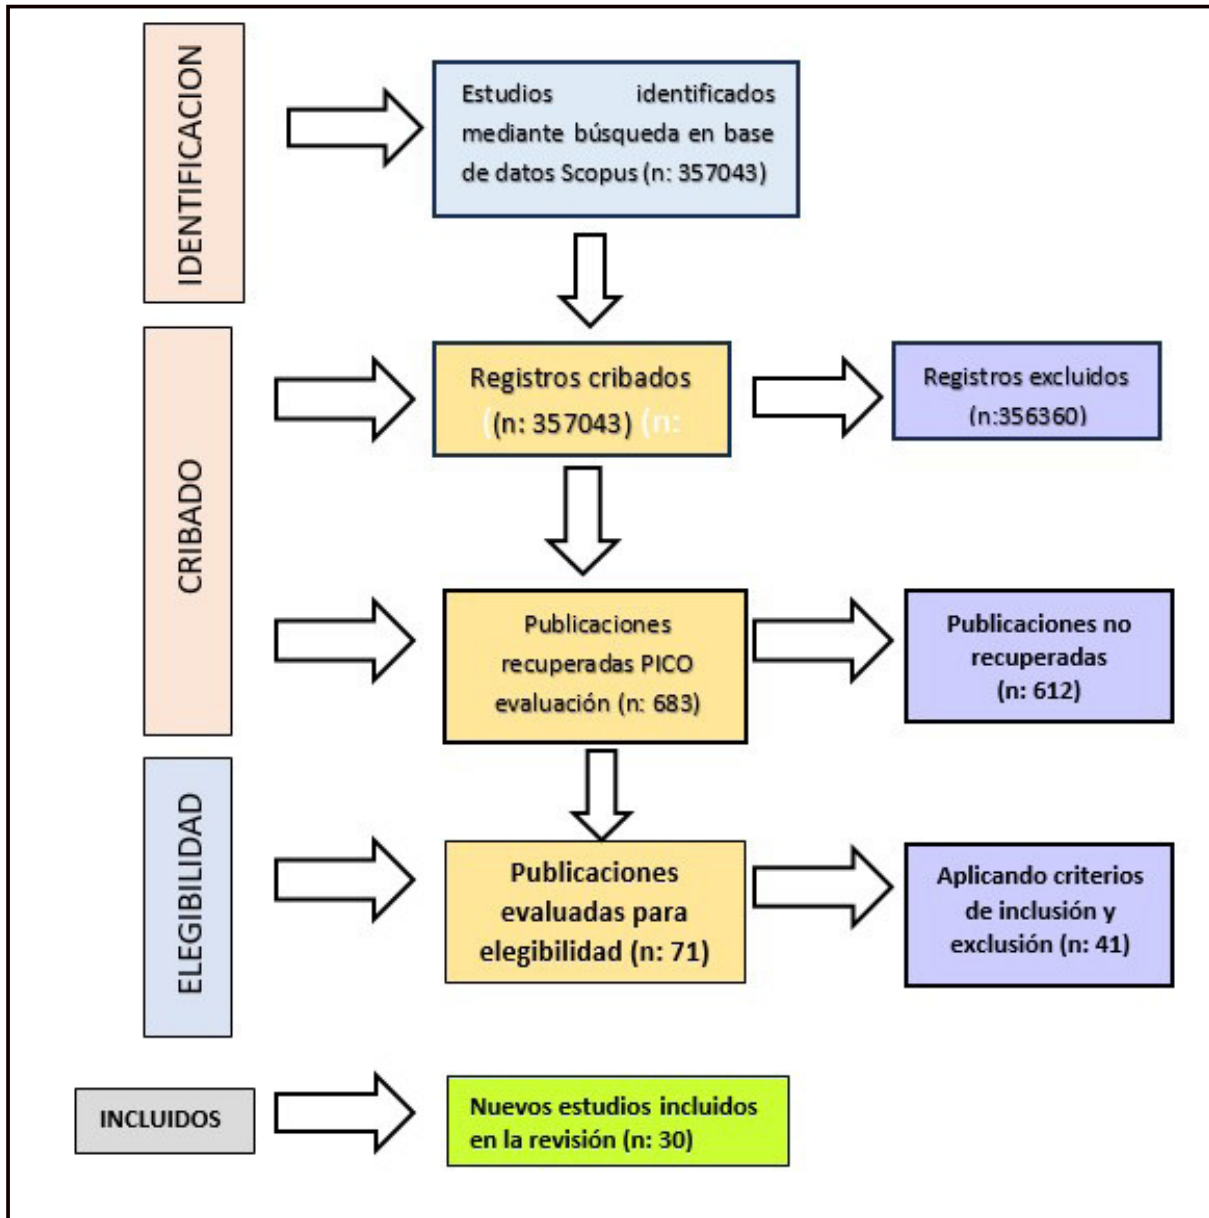 IDENTIFICACION
Estudios identificados
mediante búsqueda en base
de datos Scopus (n: 357043)
CRIBADO
Registros cribados
((n: 357043) (n:
Registros excluidos
(n:356360)
Publicaciones
recuperadas PICO
evaluación (n: 683)
Publicaciones no
recuperadas
(n: 612)
ELEGIBILIDAD
Publicaciones
evaluadas para
elegibilidad (n: 71)
Aplicando criterios
de inclusión y
exclusión (n: 41)
INCLUIDOS
Nuevos estudios incluidos
en la revisión (n: 30)